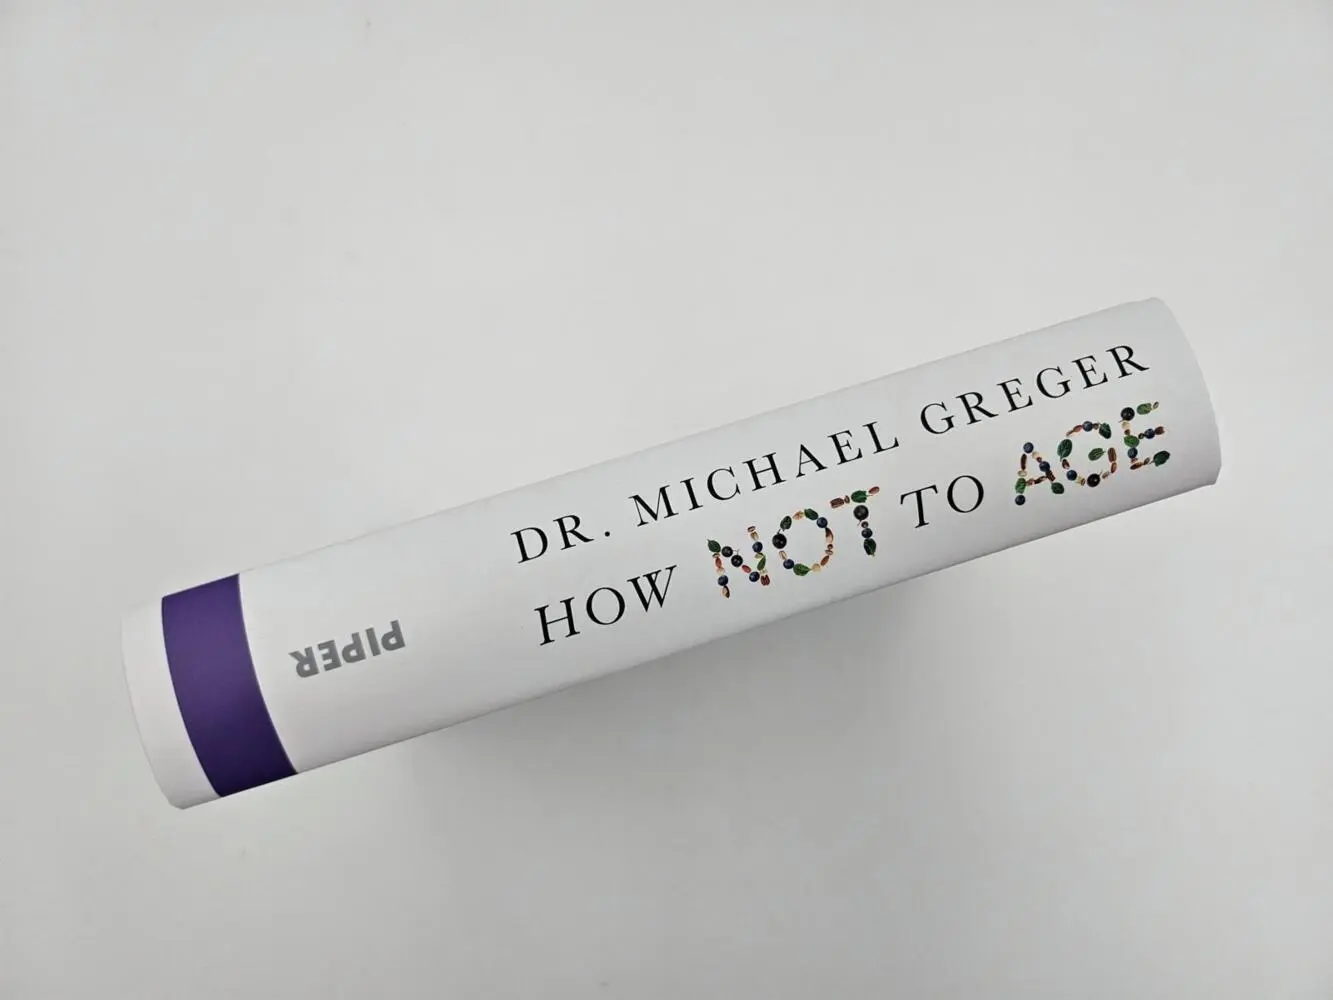 DR. MICHAEL GREGER
HOW NOT TO AGE
PIPER